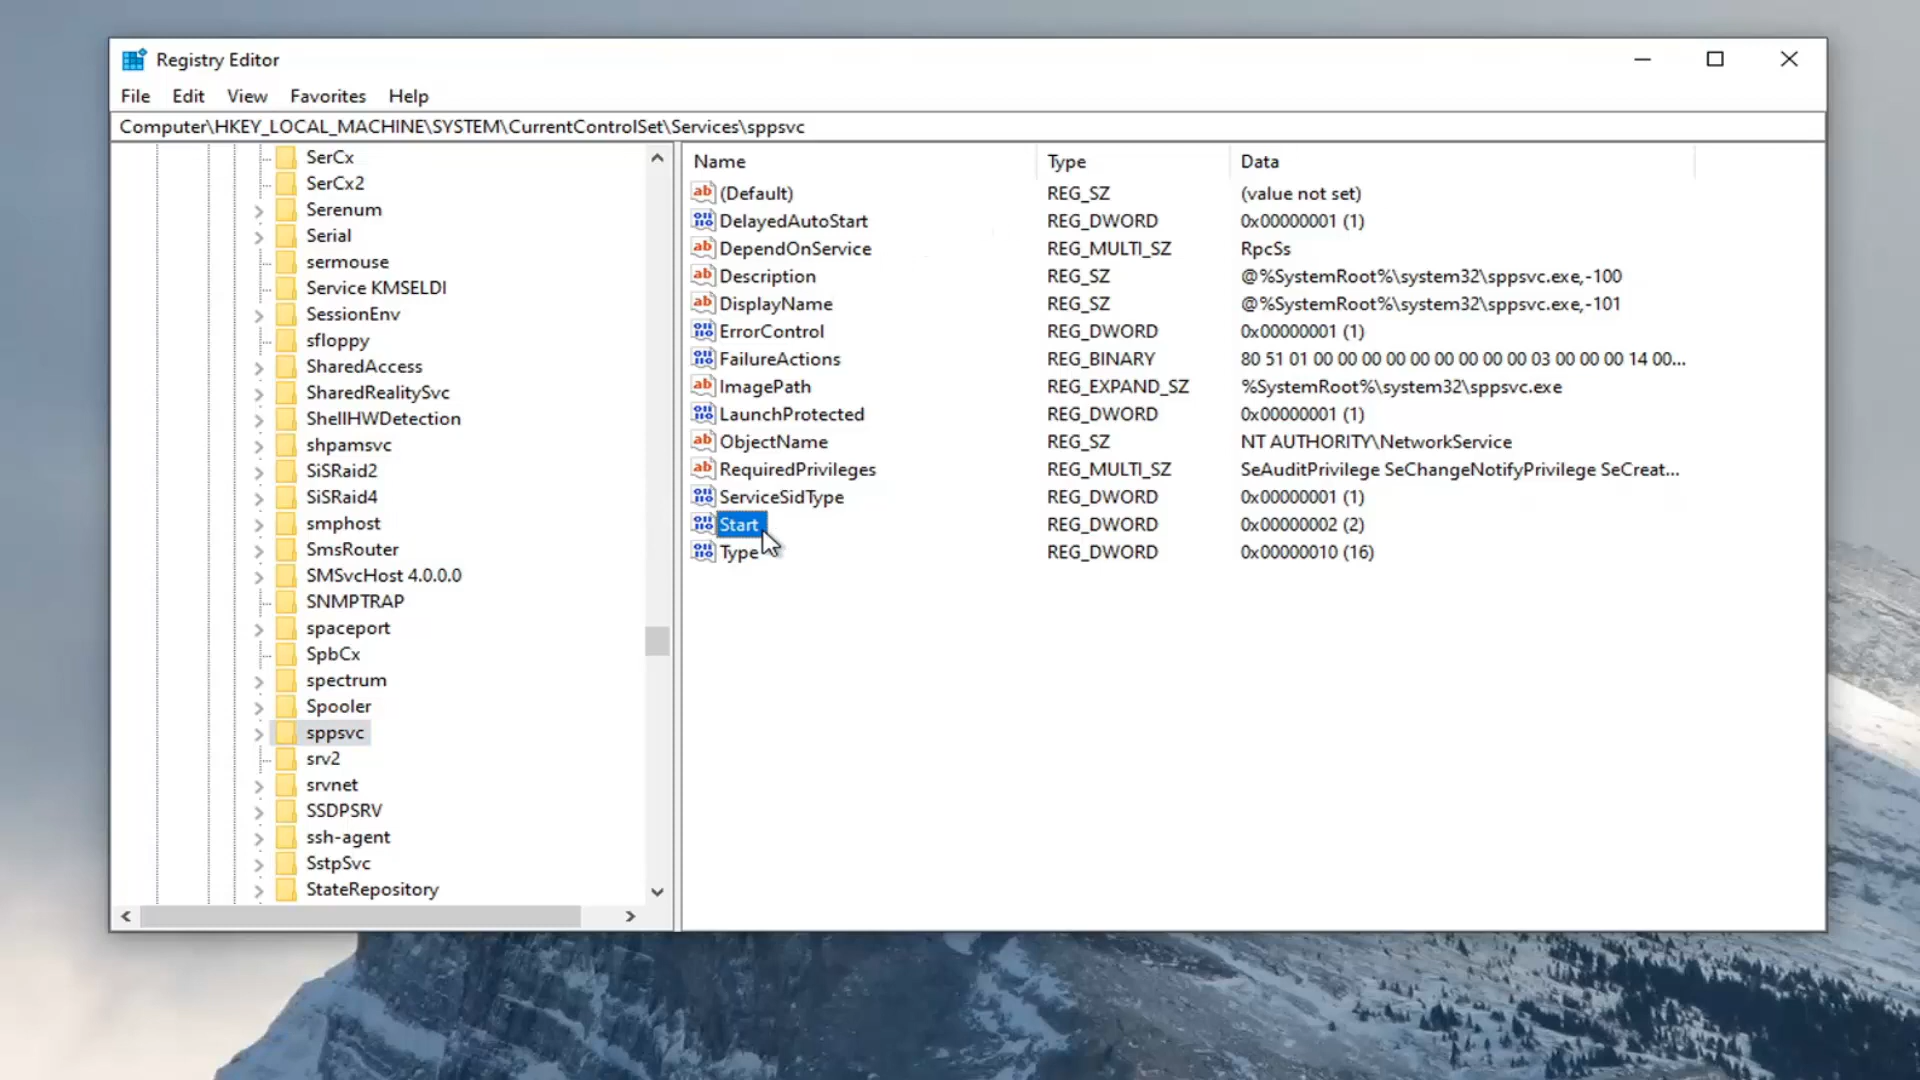 Registry Editor
File Edit View Favorites Help
Computer\HKEY_LOCAL_MACHINE\SYSTEM\CurrentControlSet\Services\sppsvc
SerCx
SerCx2
Serenum
Serial
sermouse
Service KMSELDI
SessionEnv
sfloppy
SharedAccess
SharedRealitySvc
ShellHWDetection
shpamsvc
SiSRaid2
SiSRaid4
smphost
SmsRouter
SMSvcHost 4.0.0.0
SNMPTRAP
spaceport
SpbCx
spectrum
Spooler
sppsvc
srv2
srvnet
SSDPSRV
ssh-agent
SstpSvc
StateRepository
Name Type Data
(Default) REG_SZ (value not set)
DelayedAutoStart REG_DWORD 0x00000001 (1)
DependOnService REG_MULTI_SZ RpcSs
Description REG_SZ @%SystemRoot%\system32\sppsvc.exe,-100
DisplayName REG_SZ @%SystemRoot%\system32\sppsvc.exe,-101
ErrorControl REG_DWORD 0x00000001 (1)
FailureActions REG_BINARY 80 51 01 00 00 00 00 00 00 00 00 00 03 00 00 00 14 00...
ImagePath REG_EXPAND_SZ %SystemRoot%\system32\sppsvc.exe
LaunchProtected REG_DWORD 0x00000001 (1)
ObjectName REG_SZ NT AUTHORITY\NetworkService
RequiredPrivileges REG_MULTI_SZ SeAuditPrivilege SeChangeNotifyPrivilege SeCreat...
ServiceSidType REG_DWORD 0x00000001 (1)
Start REG_DWORD 0x00000002 (2)
Type REG_DWORD 0x00000010 (16)